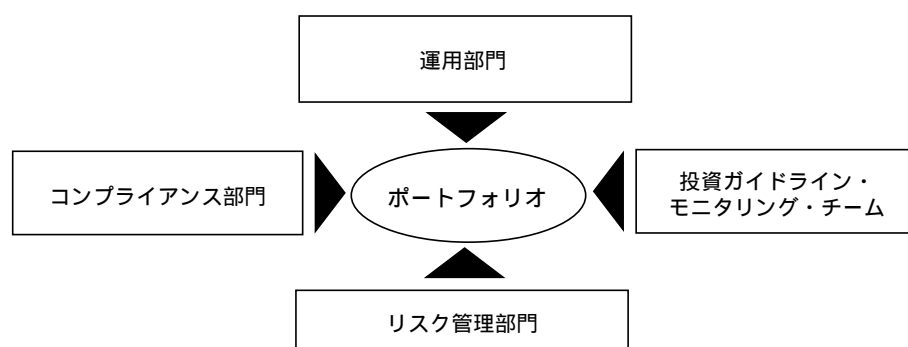 運用部門
コンプライアンス部門
ポートフォリオ
投資ガイドライン・
モニタリング・チーム
リスク管理部門